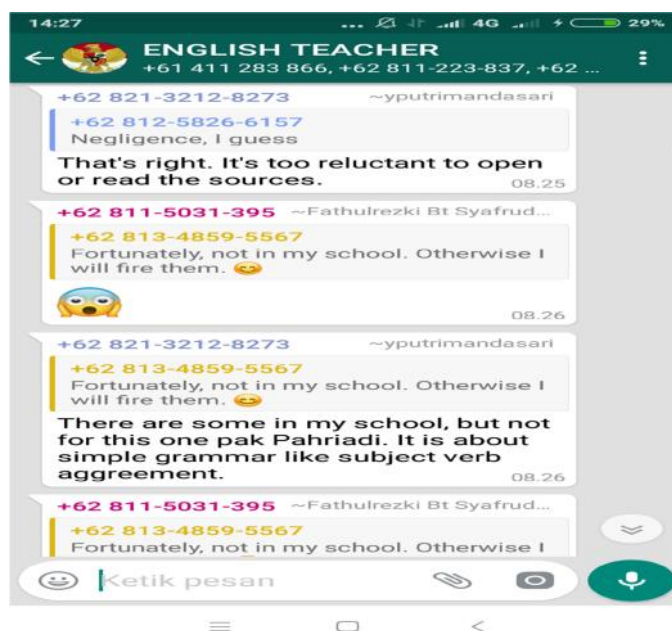 14:27 ... 4G 29%
ENGLISH TEACHER
+61 411 283 866, +62 811-223-837, +62 ...
+62 821-3212-8273 ~yputrimandasari
+62 812-5826-6157
Negligence, I guess
That's right. It's too reluctant to open
or read the sources.
08.25
+62 811-5031-395 ~Fathulrezki Bt Syafrud...
+62 813-4859-5567
Fortunately, not in my school. Otherwise I
will fire them. 😊
😱
08.26
+62 821-3212-8273 ~yputrimandasari
+62 813-4859-5567
Fortunately, not in my school. Otherwise I
will fire them. 😊
There are some in my school, but not
for this one pak Pahriadi. It is about
simple grammar like subject verb
aggreement.
08.26
+62 811-5031-395 ~Fathulrezki Bt Syafrud...
+62 813-4859-5567
Fortunately, not in my school. Otherwise I
Ketik pesan